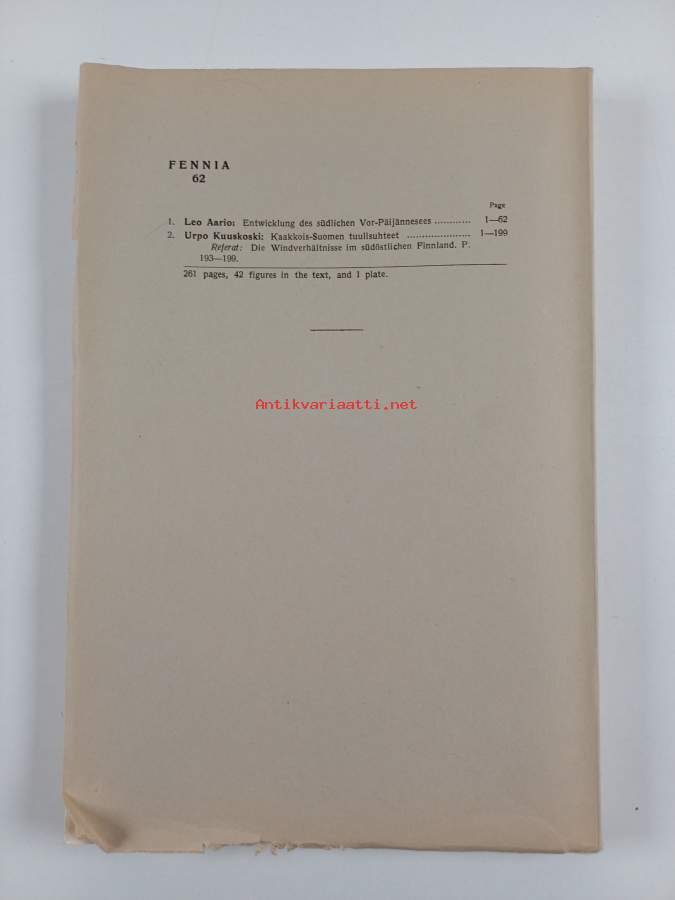 FENNIA
62
Page
1. Leo Aario: Entwicklung des südlichen Vor-Päijännesees ............ 1—62
2. Urpo Kuuskoski: Kaakkois-Suomen tuulisuhteet ...................... 1—199
Referat: Die Windverhältnisse im südöstlichen Finnland. P.
193—199.
261 pages, 42 figures in the text, and 1 plate.
Antikvariaatti.net